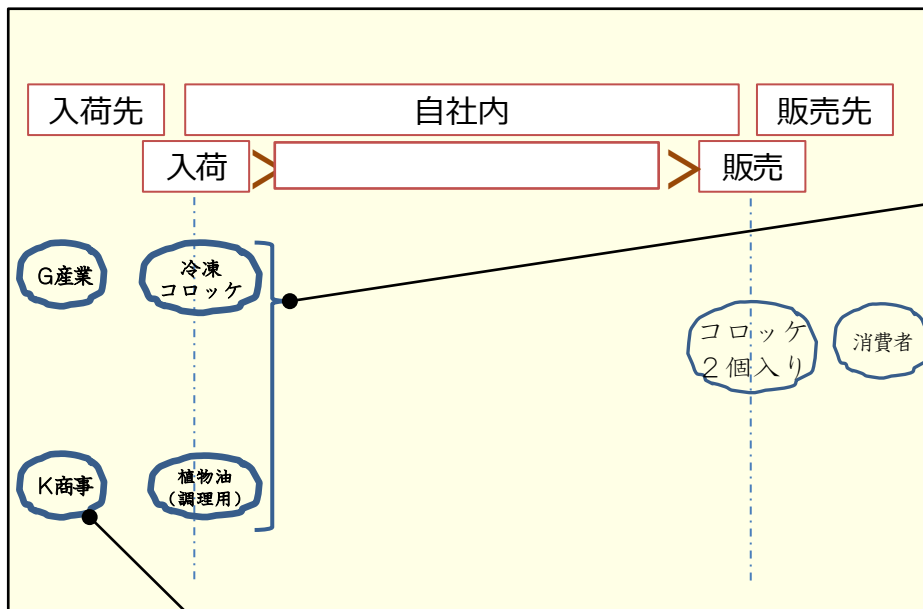 入荷先
自社内
販売先
入荷
販売
G産業
冷凍
コロッケ
コロッケ
2個入り
消費者
K商事
植物油
(調理用)